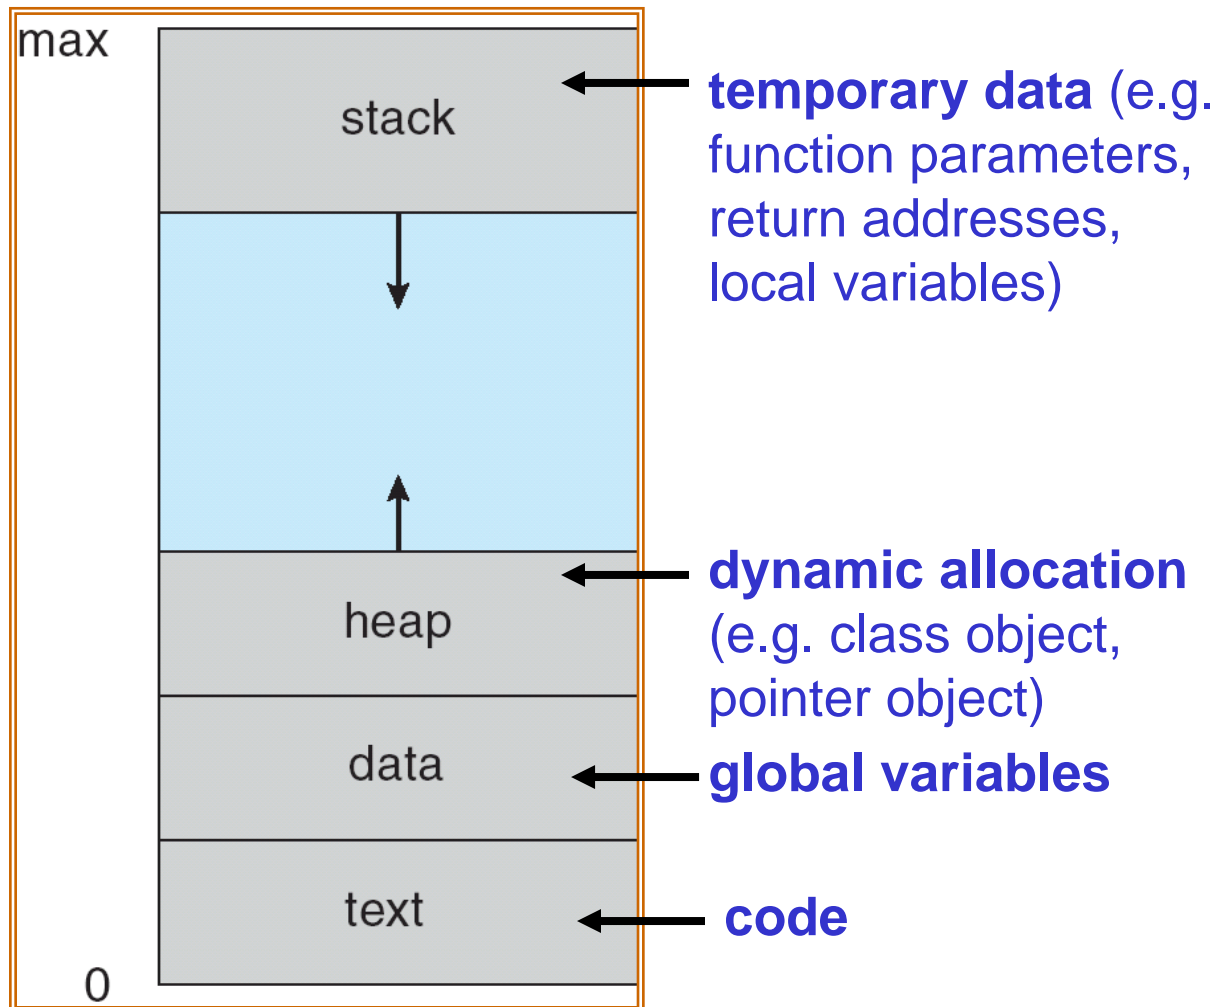 max
stack
temporary data (e.g.
function parameters,
return addresses,
local variables)
heap
dynamic allocation
(e.g. class object,
pointer object)
data
global variables
text
code
0